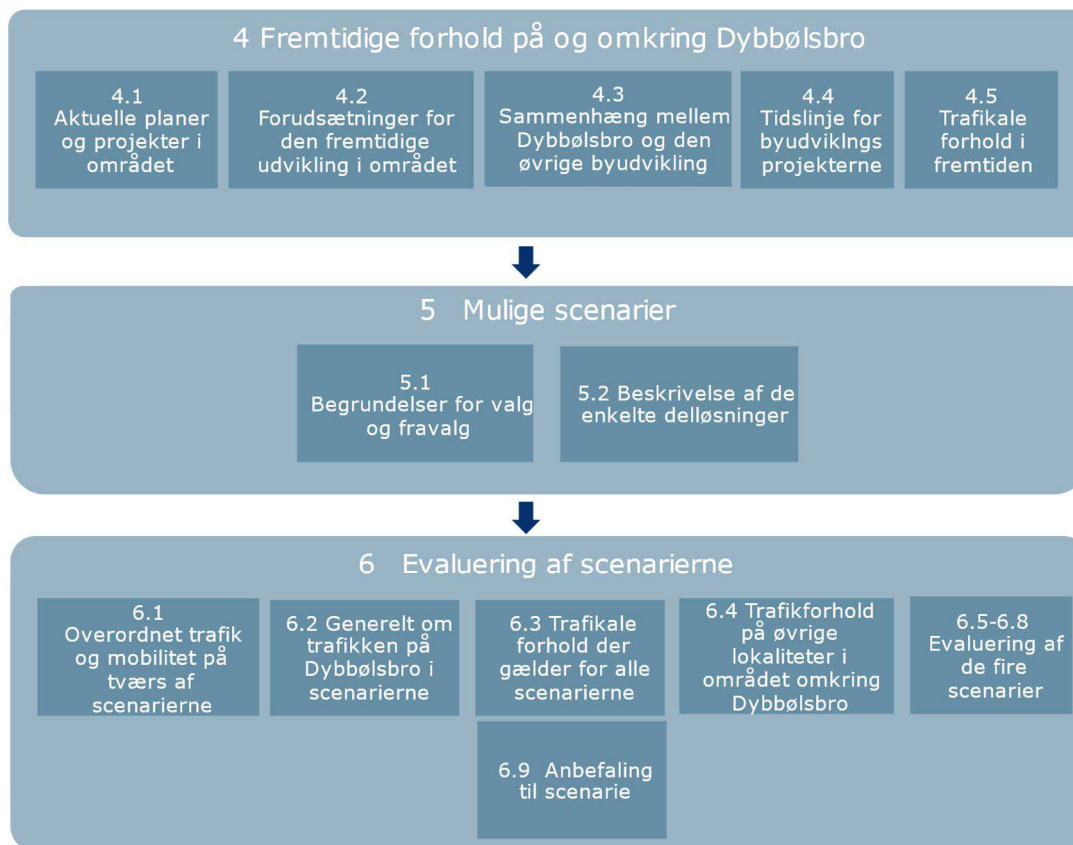 4 Fremtidige forhold på og omkring Dybbølsbro
4.1
Aktuelle planer
og projekter i
området
4.2
Forudsætninger for
den fremtidige
udvikling i området
4.3
Sammenhæng mellem
Dybbølsbro og den
øvrige byudvikling
4.4
Tidslinje for
byudviklngs
projekterne
4.5
Trafikale
forhold i
fremtiden
5 Mulige scenarier
5.1
Begrundelser for valg
og fravalg
5.2 Beskrivelse af de
enkelte delløsninger
6 Evaluering af scenarierne
6.1
Overordnet trafik
og mobilitet på
tværs af
scenarierne
6.2 Generelt om
trafikken på
Dybbølsbro i
scenarierne
6.3 Trafikale
forhold der
gælder for alle
scenarierne
6.4 Trafikforhold
på øvrige
lokaliteter i
området omkring
Dybbølsbro
6.5-6.8
Evaluering af
de fire
scenarier
6.9 Anbefaling
til scenarie